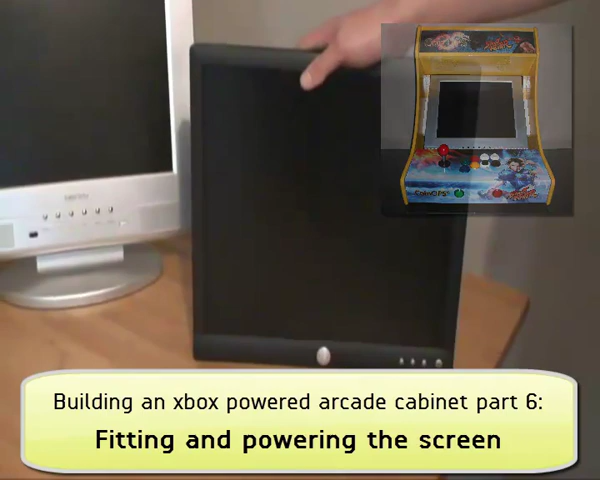 Building an xbox powered arcade cabinet part 6:
Fitting and powering the screen